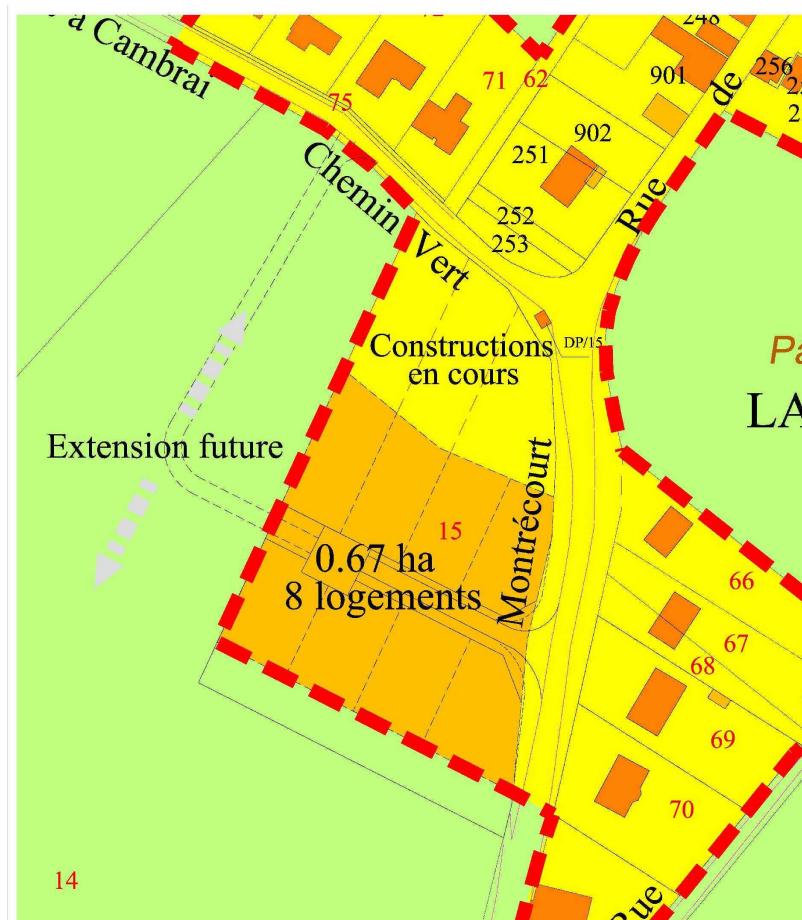 248
à Cambrai
256
901
71
62
75
de
902
251
Chemin
Rue
252
253
Vert
Constructions
en cours
DP/15
LA
Extension future
Montrécourt
15
0.67 ha
8 logements
66
67
68
69
70
14
Rue